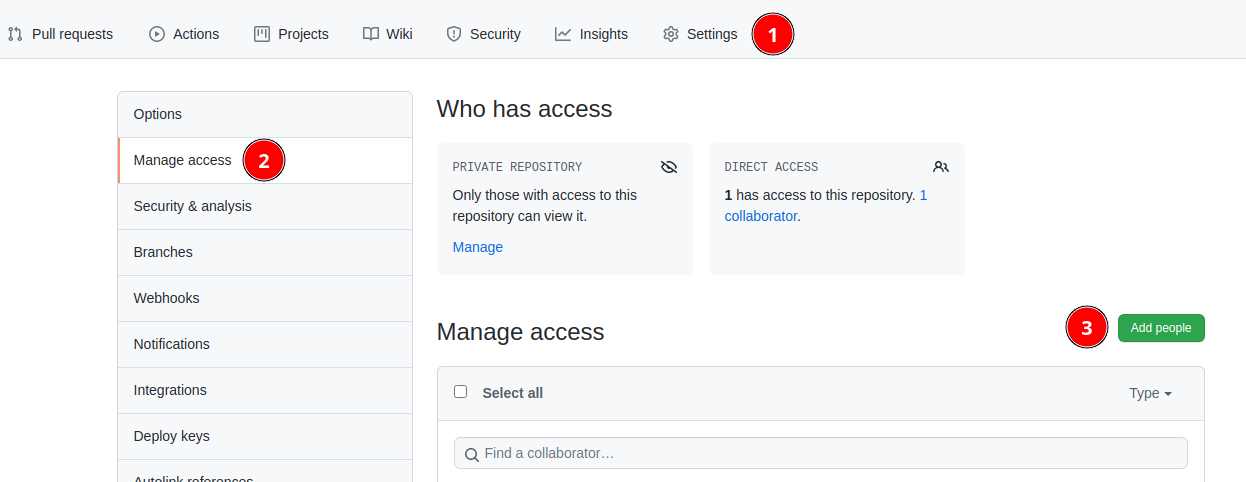 Pull requests Actions Projects Wiki Security Insights Settings 1
Options
Manage access 2
Security & analysis
Branches
Webhooks
Notifications
Integrations
Deploy keys
Autolink references
Who has access
PRIVATE REPOSITORY
Only those with access to this
repository can view it.
Manage
DIRECT ACCESS
1 has access to this repository. 1
collaborator.
Manage access
3 Add people
Select all Type
Find a collaborator…